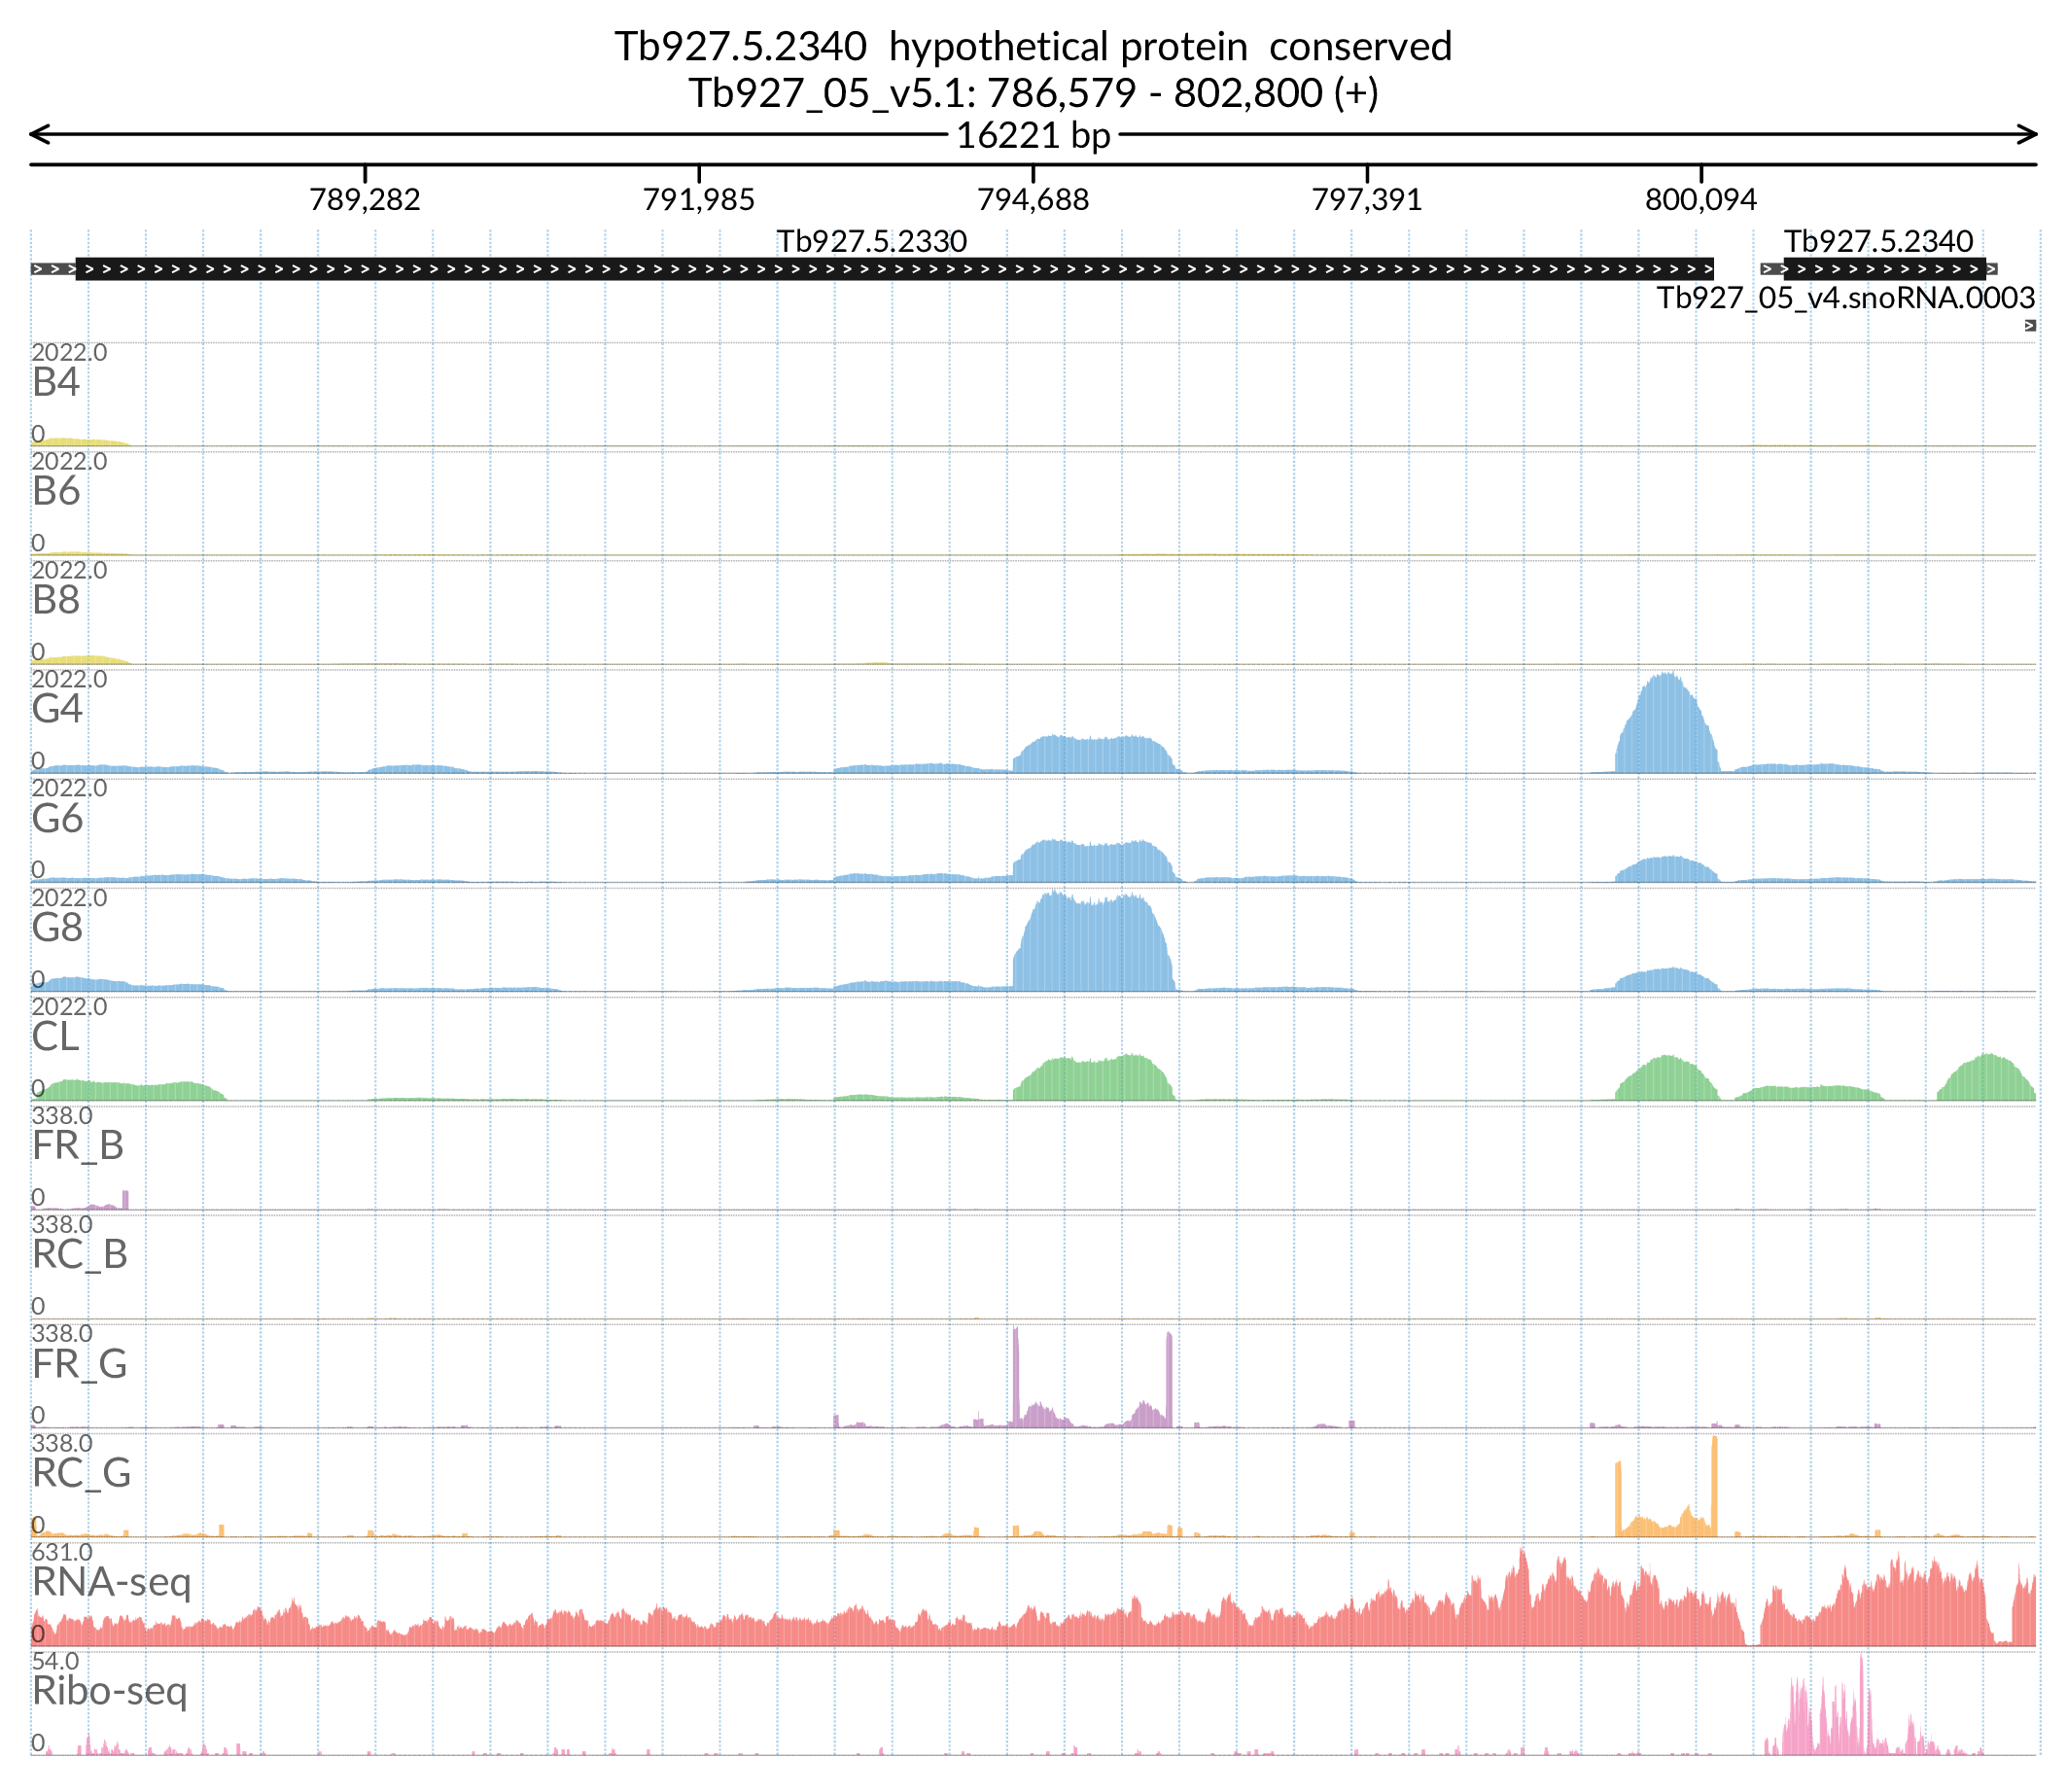 Tb927.5.2340  hypothetical protein  conserved
Tb927_05_v5.1: 786,579 - 802,800 (+)
16221 bp
789,282 791,985 794,688 797,391 800,094
Tb927.5.2330 Tb927.5.2340
Tb927_05_v4.snoRNA.0003
2022.0
B4
0
2022.0
B6
0
2022.0
B8
0
2022.0
G4
0
2022.0
G6
0
2022.0
G8
0
2022.0
CL
0
338.0
FR_B
0
338.0
RC_B
0
338.0
FR_G
0
338.0
RC_G
0
631.0
RNA-seq
0
54.0
Ribo-seq
0